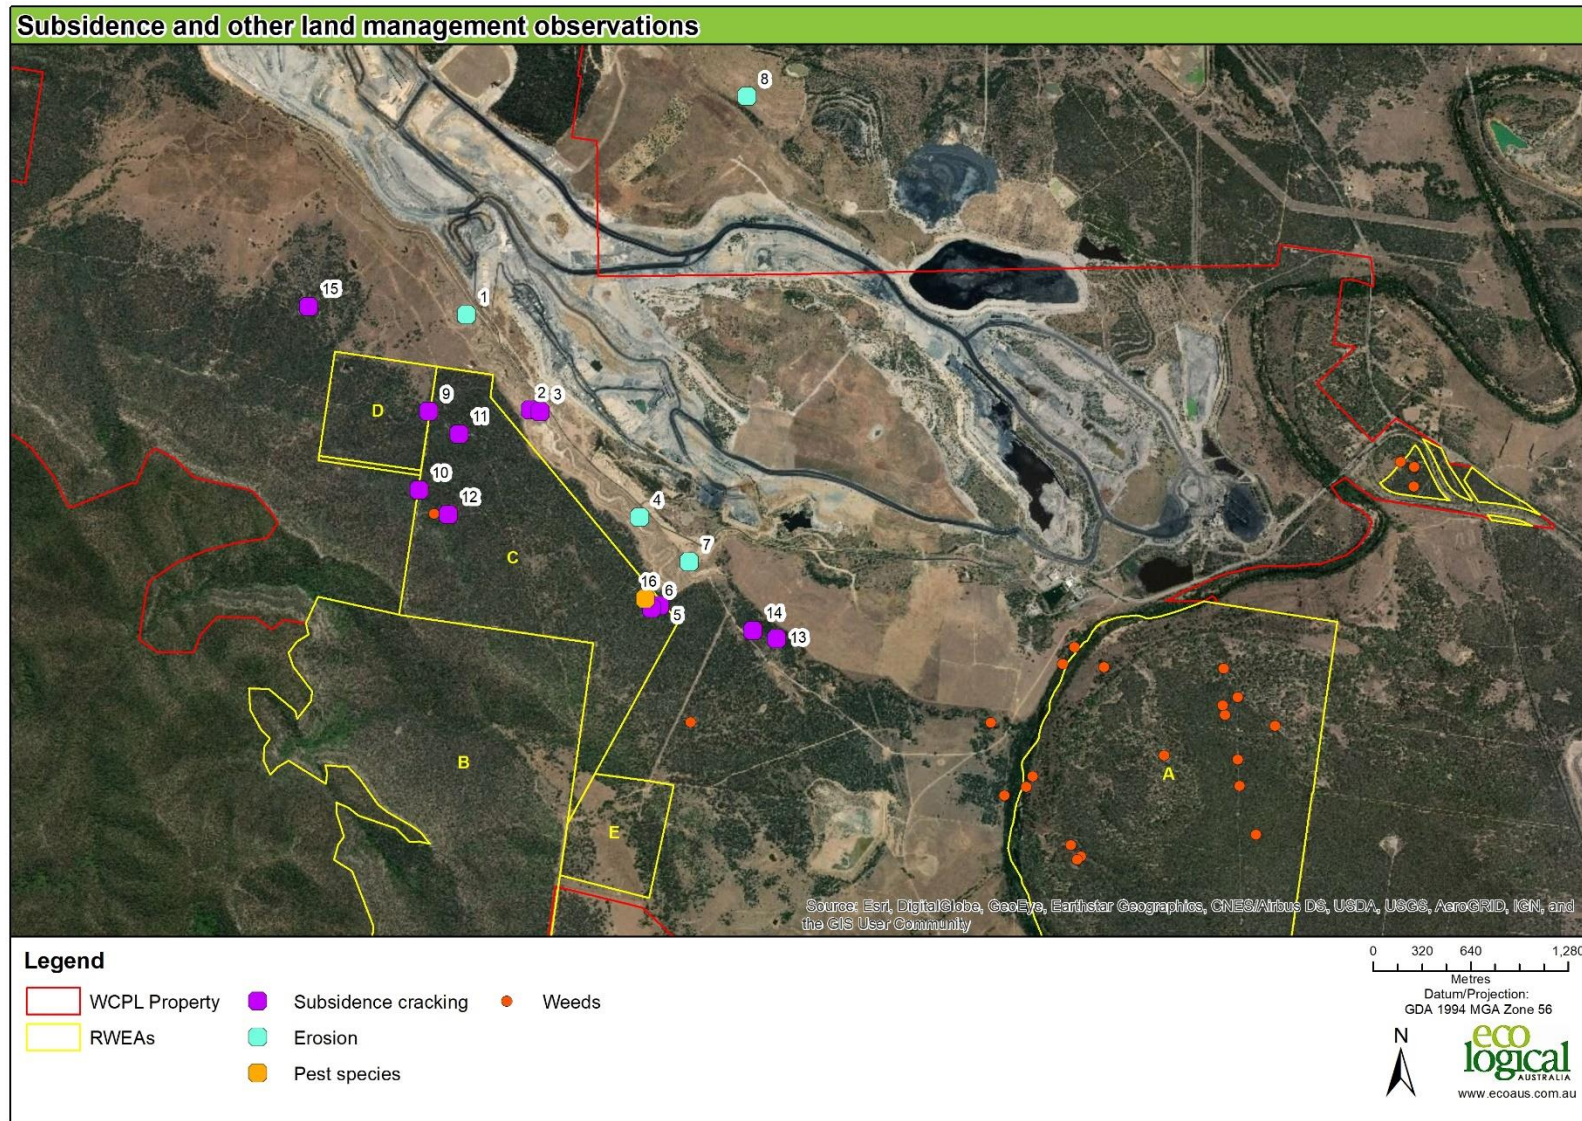 Subsidence and other land management observations
8
15
1
2
3
D
9
11
10
12
4
C
7
16
6
5
14
13
B
A
E
Source: Esri, DigitalGlobe, GeoEye, Earthstar Geographics, CNES/Airbus DS, USDA, USGS, AeroGRID, IGN, and
the GIS User Community
Legend
WCPL Property
Subsidence cracking
Weeds
RWEAs
Erosion
Pest species
0 320 640 1,280
Metres
Datum/Projection:
GDA 1994 MGA Zone 56
N
eco
logical
AUSTRALIA
www.ecoaus.com.au